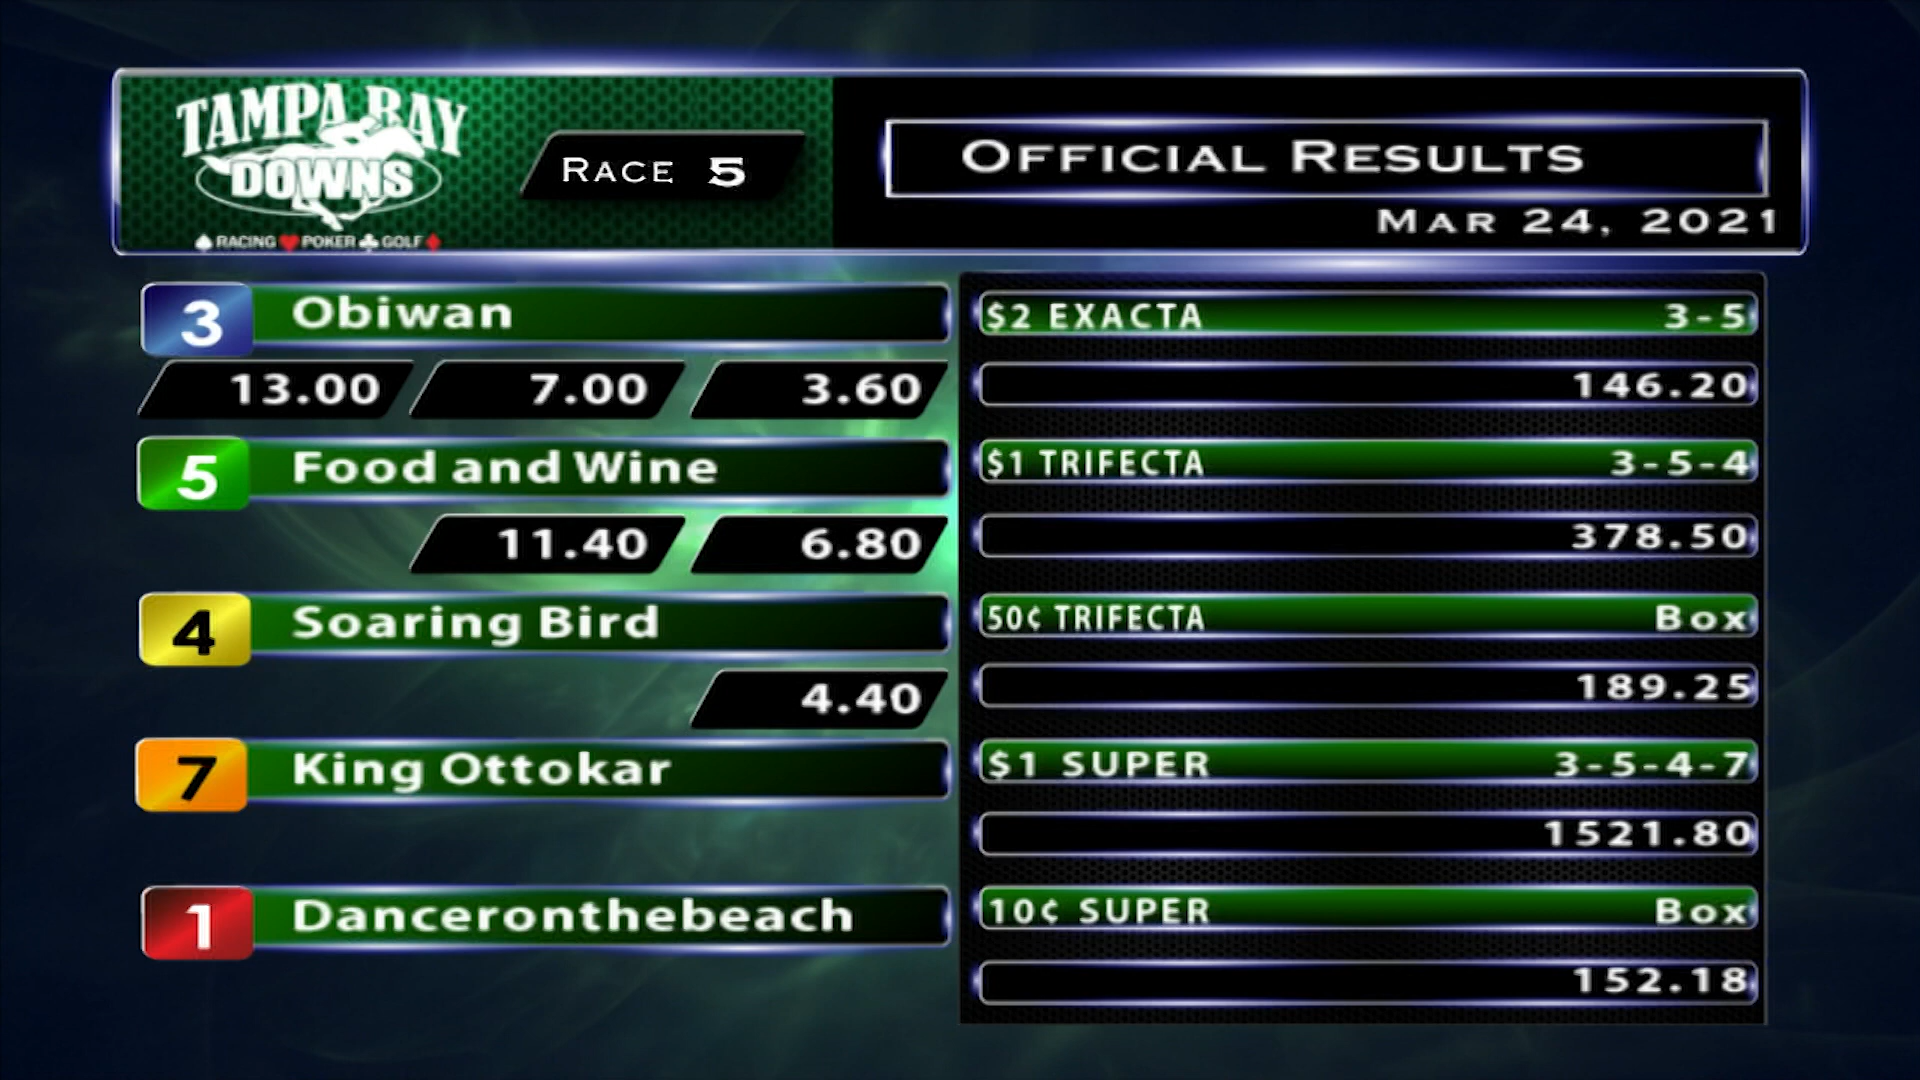 TAMPA BAY
DOWNS
RACING POKER GOLF
RACE 5
OFFICIAL RESULTS
MAR 24, 2021
3 Obiwan
13.00 7.00 3.60
5 Food and Wine
11.40 6.80
4 Soaring Bird
4.40
7 King Ottokar
1 Danceronthebeach
$2 EXACTA 3-5
146.20
$1 TRIFECTA 3-5-4
378.50
50¢ TRIFECTA Box
189.25
$1 SUPER 3-5-4-7
1521.80
10¢ SUPER Box
152.18